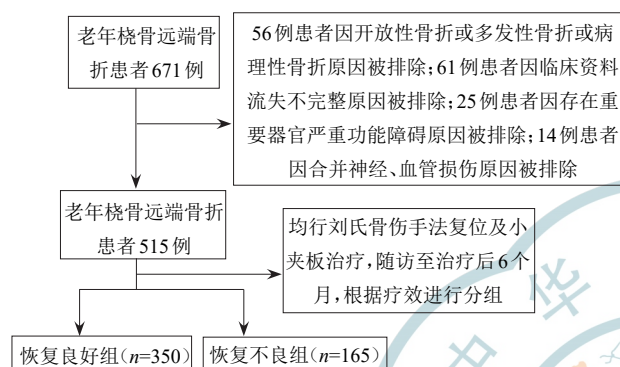 老年桡骨远端骨
折患者671例
56例患者因开放性骨折或多发性骨折或病
理性骨折原因被排除;61例患者因临床资料
流失不完整原因被排除;25例患者因存在重
要器官严重功能障碍原因被排除;14例患者
因合并神经、血管损伤原因被排除
老年桡骨远端骨折
患者515例
均行刘氏骨伤手法复位及小
夹板治疗,随访至治疗后6个
月,根据疗效进行分组
恢复良好组(n=350)
恢复不良组(n=165)
中华